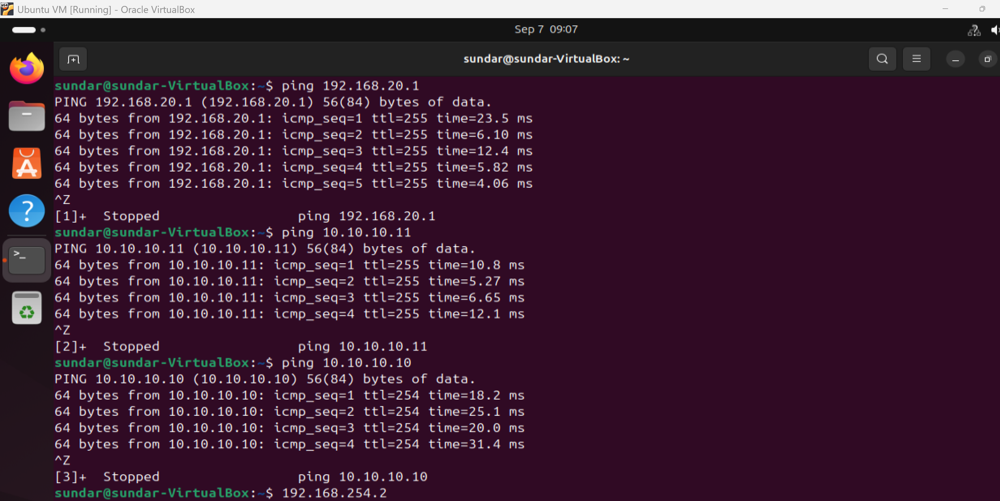 x64
Ubuntu VM [Running] - Oracle VirtualBox
Sep 7 09:07
sundar@sundar-VirtualBox: ~
sundar@sundar-VirtualBox:~$ ping 192.168.20.1
PING 192.168.20.1 (192.168.20.1) 56(84) bytes of data.
64 bytes from 192.168.20.1: icmp_seq=1 ttl=255 time=23.5 ms
64 bytes from 192.168.20.1: icmp_seq=2 ttl=255 time=6.10 ms
64 bytes from 192.168.20.1: icmp_seq=3 ttl=255 time=12.4 ms
64 bytes from 192.168.20.1: icmp_seq=4 ttl=255 time=5.82 ms
64 bytes from 192.168.20.1: icmp_seq=5 ttl=255 time=4.06 ms
^Z
[1]+  Stopped                 ping 192.168.20.1
sundar@sundar-VirtualBox:~$ ping 10.10.10.11
PING 10.10.10.11 (10.10.10.11) 56(84) bytes of data.
64 bytes from 10.10.10.11: icmp_seq=1 ttl=255 time=10.8 ms
64 bytes from 10.10.10.11: icmp_seq=2 ttl=255 time=5.27 ms
64 bytes from 10.10.10.11: icmp_seq=3 ttl=255 time=6.65 ms
64 bytes from 10.10.10.11: icmp_seq=4 ttl=255 time=12.1 ms
^Z
[2]+  Stopped                 ping 10.10.10.11
sundar@sundar-VirtualBox:~$ ping 10.10.10.10
PING 10.10.10.10 (10.10.10.10) 56(84) bytes of data.
64 bytes from 10.10.10.10: icmp_seq=1 ttl=254 time=18.2 ms
64 bytes from 10.10.10.10: icmp_seq=2 ttl=254 time=25.1 ms
64 bytes from 10.10.10.10: icmp_seq=3 ttl=254 time=20.0 ms
64 bytes from 10.10.10.10: icmp_seq=4 ttl=254 time=31.4 ms
^Z
[3]+  Stopped                 ping 10.10.10.10
sundar@sundar-VirtualBox:~$ 192.168.254.2